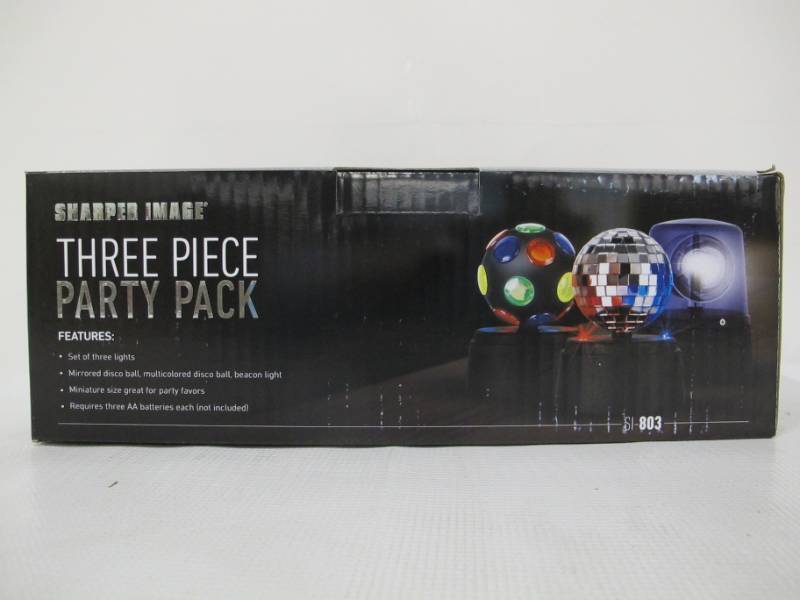 SHARPER IMAGE®
THREE PIECE
PARTY PACK
FEATURES:
• Set of three lights
• Mirrored disco ball, multicolored disco ball, beacon light
• Miniature size great for party favors
• Requires three AA batteries each (not included)
SI-803